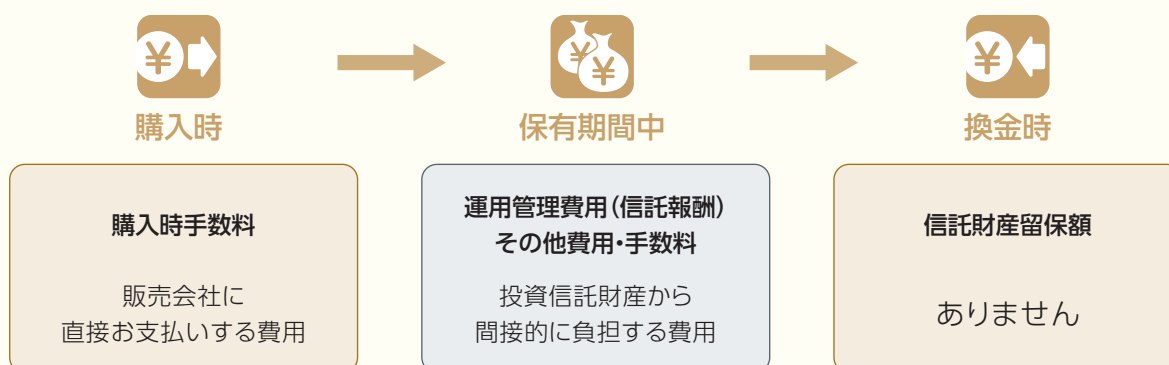 購入時
保有期間中
換金時
購入時手数料
販売会社に
直接お支払いする費用
運用管理費用(信託報酬)
その他費用・手数料
投資信託財産から
間接的に負担する費用
信託財産留保額
ありません